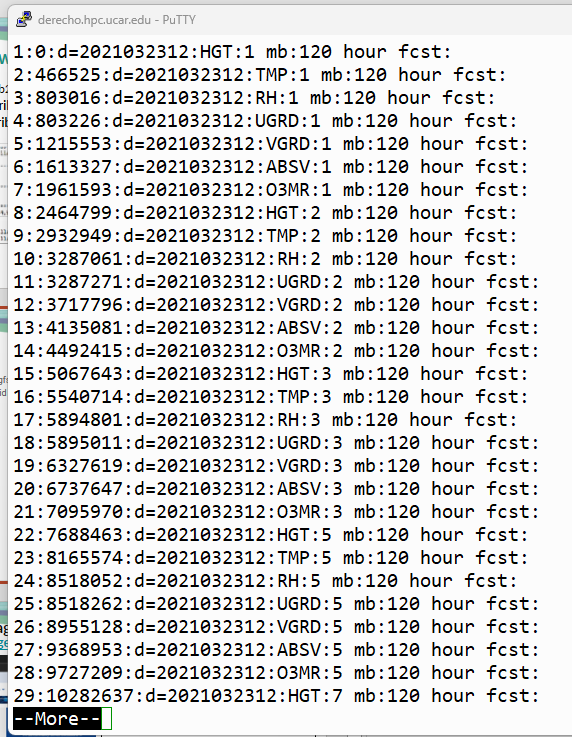 derecho.hpc.ucar.edu - PuTTY
1:0:d=2021032312:HGT:1 mb:120 hour fcst:
2:466525:d=2021032312:TMP:1 mb:120 hour fcst:
3:803016:d=2021032312:RH:1 mb:120 hour fcst:
4:803226:d=2021032312:UGRD:1 mb:120 hour fcst:
5:1215553:d=2021032312:VGRD:1 mb:120 hour fcst:
6:1613327:d=2021032312:ABSV:1 mb:120 hour fcst:
7:1961593:d=2021032312:O3MR:1 mb:120 hour fcst:
8:2464799:d=2021032312:HGT:2 mb:120 hour fcst:
9:2932949:d=2021032312:TMP:2 mb:120 hour fcst:
10:3287061:d=2021032312:RH:2 mb:120 hour fcst:
11:3287271:d=2021032312:UGRD:2 mb:120 hour fcst:
12:3717796:d=2021032312:VGRD:2 mb:120 hour fcst:
13:4135081:d=2021032312:ABSV:2 mb:120 hour fcst:
14:4492415:d=2021032312:O3MR:2 mb:120 hour fcst:
15:5067643:d=2021032312:HGT:3 mb:120 hour fcst:
16:5540714:d=2021032312:TMP:3 mb:120 hour fcst:
17:5894801:d=2021032312:RH:3 mb:120 hour fcst:
18:5895011:d=2021032312:UGRD:3 mb:120 hour fcst:
19:6327619:d=2021032312:VGRD:3 mb:120 hour fcst:
20:6737647:d=2021032312:ABSV:3 mb:120 hour fcst:
21:7095970:d=2021032312:O3MR:3 mb:120 hour fcst:
22:7688463:d=2021032312:HGT:5 mb:120 hour fcst:
23:8165574:d=2021032312:TMP:5 mb:120 hour fcst:
24:8518052:d=2021032312:RH:5 mb:120 hour fcst:
25:8518262:d=2021032312:UGRD:5 mb:120 hour fcst:
26:8955128:d=2021032312:VGRD:5 mb:120 hour fcst:
27:9368953:d=2021032312:ABSV:5 mb:120 hour fcst:
28:9727209:d=2021032312:O3MR:5 mb:120 hour fcst:
29:10282637:d=2021032312:HGT:7 mb:120 hour fcst:
--More--